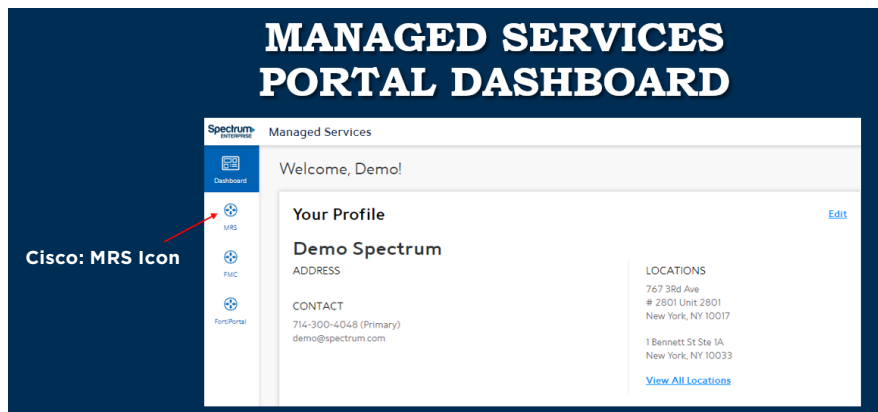 MANAGED SERVICES
PORTAL DASHBOARD
Spectrum
ENTERPRISE
Managed Services
Dashboard
Welcome, Demo!
MRS
Your Profile
Edit
Cisco: MRS Icon
FMC
Demo Spectrum
ADDRESS
LOCATIONS
767 3Rd Ave
# 2801 Unit 2801
New York, NY 10017
FortiPortal
CONTACT
714-300-4048 (Primary)
demo@spectrum.com
1 Bennett St Ste 1A
New York, NY 10033
View All Locations